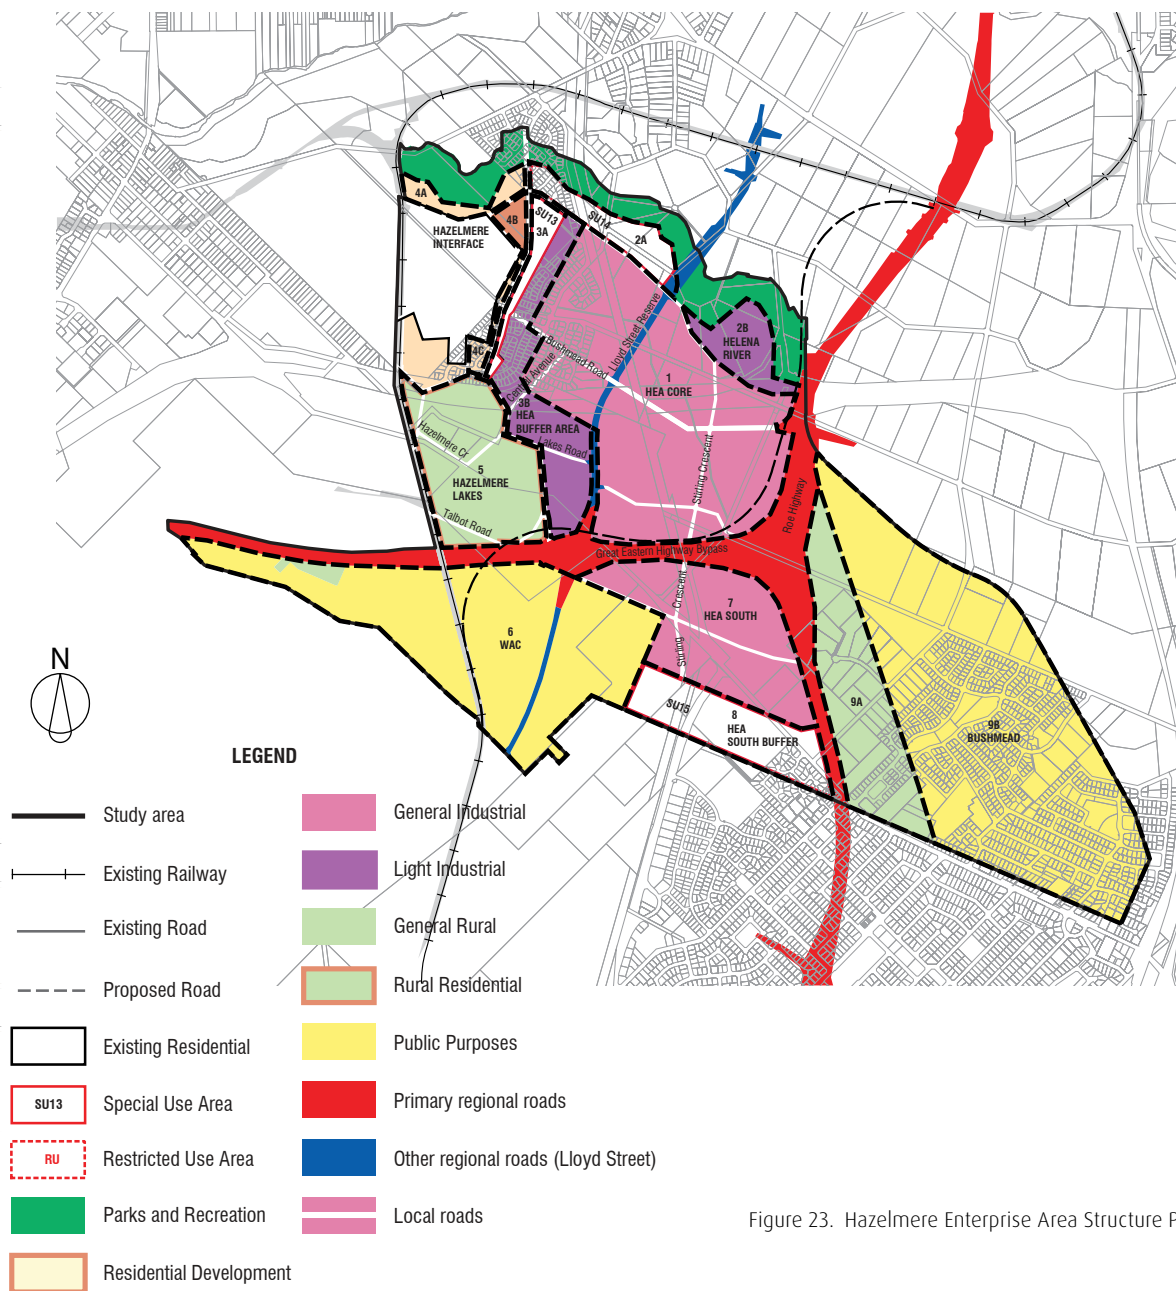 4A
HAZELMERE
INTERFACE
4B
SU13
3A
SU14
2A
2B
HELENA
RIVER
Lloyd Street Reserve
Bushmead Road
Central Avenue
1
HEA CORE
4C
3B
HEA
BUFFER AREA
Lakes Road
Hazelmere Cr
5
HAZELMERE
LAKES
Talbot Road
Stirling Crescent
Roe Highway
Great Eastern Highway Bypass
Stirling Crescent
7
HEA SOUTH
6
WAC
SU15
8
HEA
SOUTH BUFFER
9A
9B
BUSHMEAD
N
LEGEND
Study area
Existing Railway
Existing Road
Proposed Road
Existing Residential
SU13 Special Use Area
RU Restricted Use Area
Parks and Recreation
Residential Development
General Industrial
Light Industrial
General Rural
Rural Residential
Public Purposes
Primary regional roads
Other regional roads (Lloyd Street)
Local roads
Figure 23. Hazelmere Enterprise Area Structure P